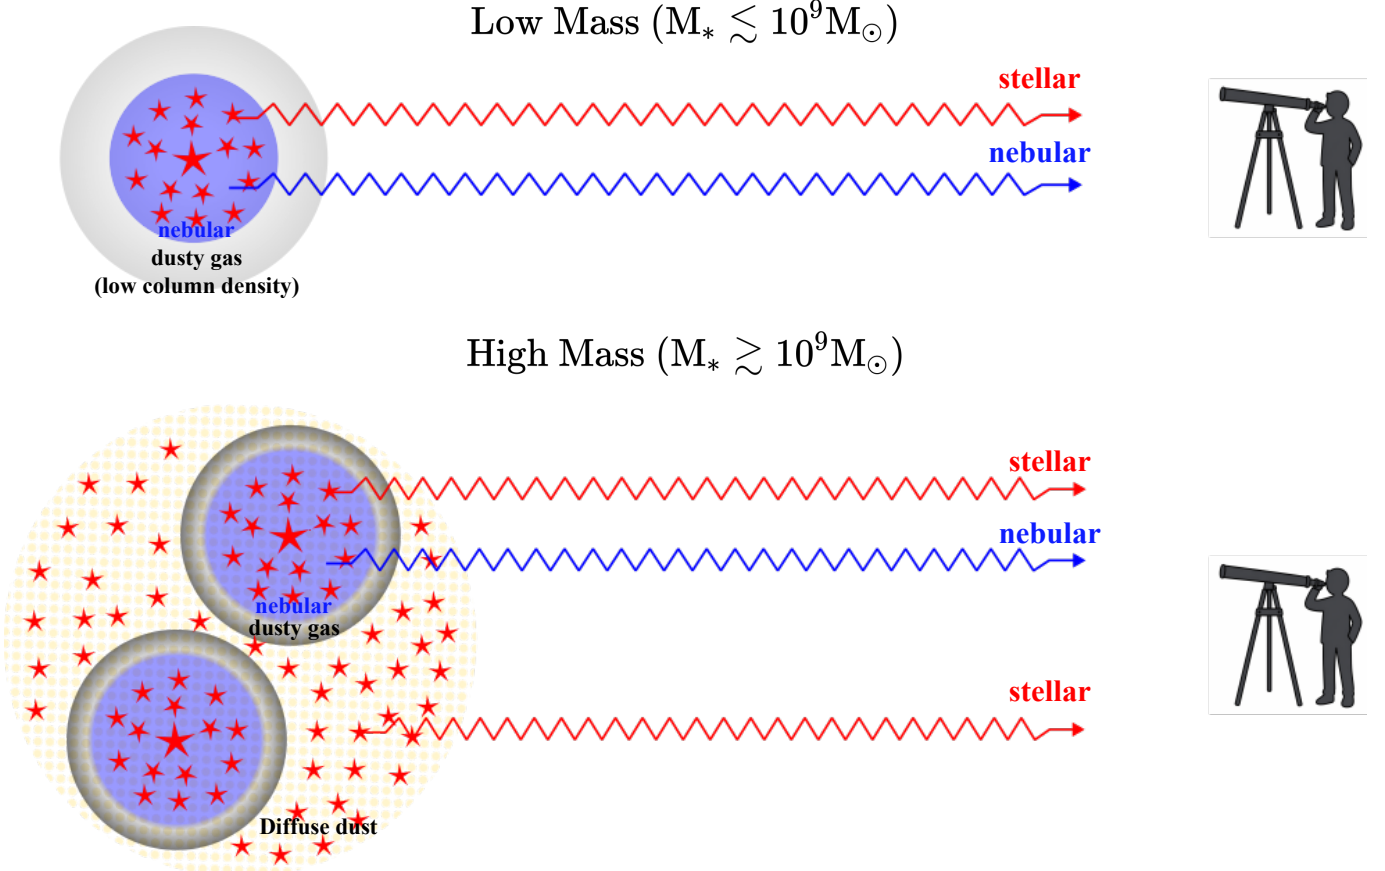 Low Mass (M∗ ≲ 10⁹M⊙)
stellar
nebular
nebular
dusty gas
(low column density)
High Mass (M∗ ≳ 10⁹M⊙)
stellar
nebular
nebular
dusty gas
stellar
Diffuse dust